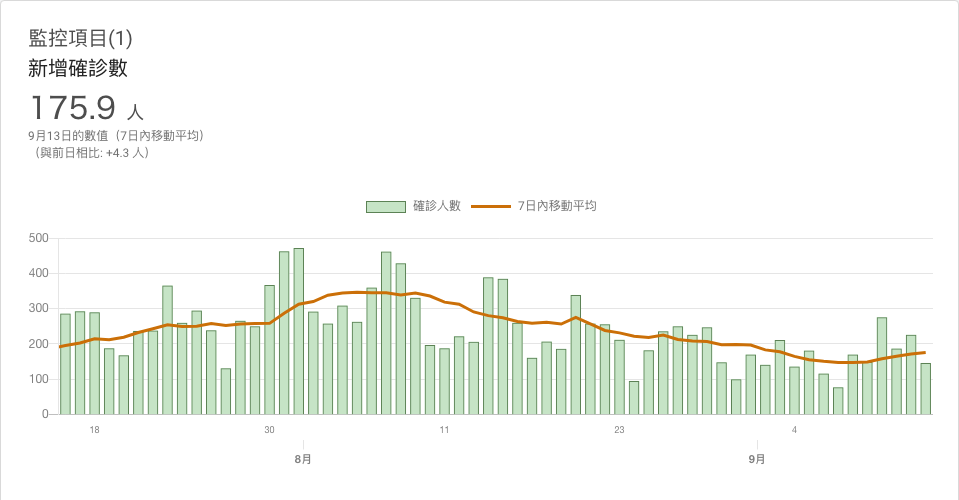 監控項目(1)
新增確診數
175.9 人
9月13日的數值（7日內移動平均）
（與前日相比: +4.3 人）
確診人數 7日內移動平均
500
400
300
200
100
0
18 30 11 23 4
8月 9月